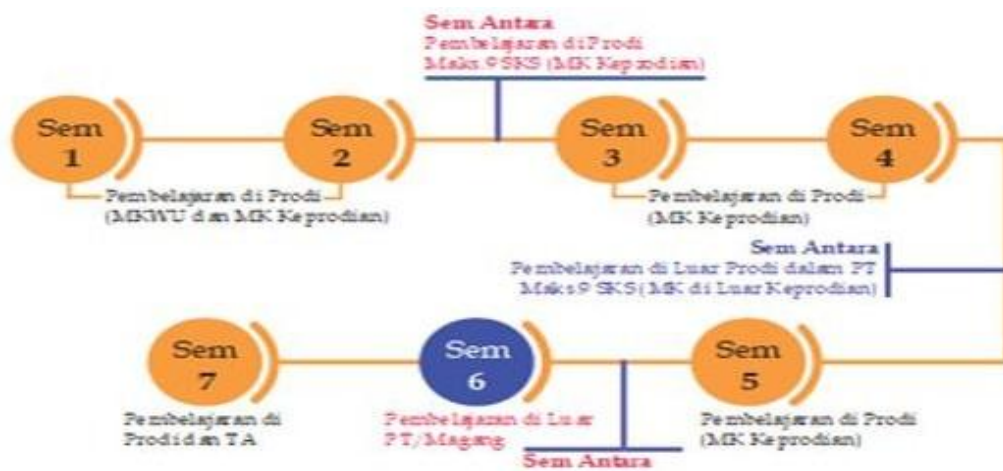 Sem Antara
Pembelajaran di Prodi
Maks.9 SKS (MK Keprodian)
Sem
1
Sem
2
Sem
3
Sem
4
Pembelajaran di Prodi
(MKWU dan MK Keprodian)
Pembelajaran di Prodi
(MK Keprodian)
Sem Antara
Pembelajaran di Luar Prodi dalam PT
Maks 9 SKS (MK di Luar Keprodian)
Sem
7
Sem
6
Sem
5
Pembelajaran di
Prodi dan TA
Pembelajaran di Luar
PT/Magang
Pembelajaran di Prodi
(MK Keprodian)
Sem Antara